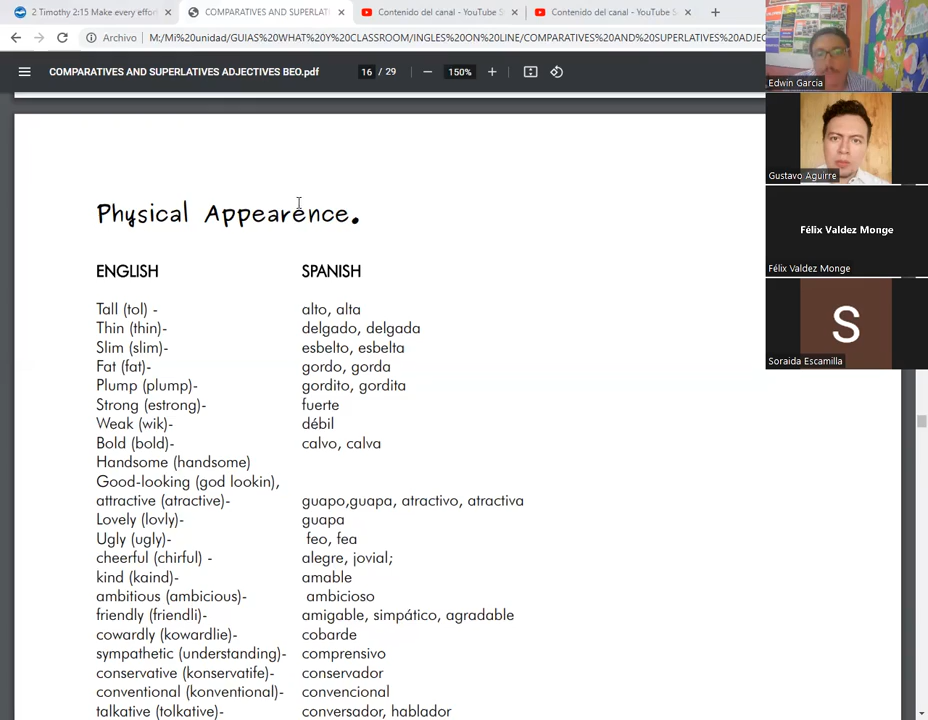 2 Timothy 2:15 Make every effor
COMPARATIVES AND SUPERLAT
Contenido del canal - YouTube S
Contenido del canal - YouTube S
Archivo
M:/Mi%20unidad/GUIAS%20WHAT%20Y%20CLASSROOM/INGLES%20ON%20LINE/COMPARATIVES%20AND%20SUPERLATIVES%20ADJEC
COMPARATIVES AND SUPERLATIVES ADJECTIVES BEO.pdf
16 / 29
150%
Physical Appearence.
ENGLISH SPANISH
Tall (tol) - alto, alta
Thin (thin)- delgado, delgada
Slim (slim)- esbelto, esbelta
Fat (fat)- gordo, gorda
Plump (plump)- gordito, gordita
Strong (estrong)- fuerte
Weak (wik)- débil
Bold (bold)- calvo, calva
Handsome (handsome)
Good-looking (god lookin),
attractive (atractive)- guapo,guapa, atractivo, atractiva
Lovely (lovly)- guapa
Ugly (ugly)- feo, fea
cheerful (chirful) - alegre, jovial;
kind (kaind)- amable
ambitious (ambicious)- ambicioso
friendly (friendli)- amigable, simpático, agradable
cowardly (kowardlie)- cobarde
sympathetic (understanding)- comprensivo
conservative (konservatife)- conservador
conventional (konventional)- convencional
talkative (tolkative)- conversador, hablador
Edwin Garcia
Gustavo Aguirre
Félix Valdez Monge
Félix Valdez Monge
S
Soraida Escamilla